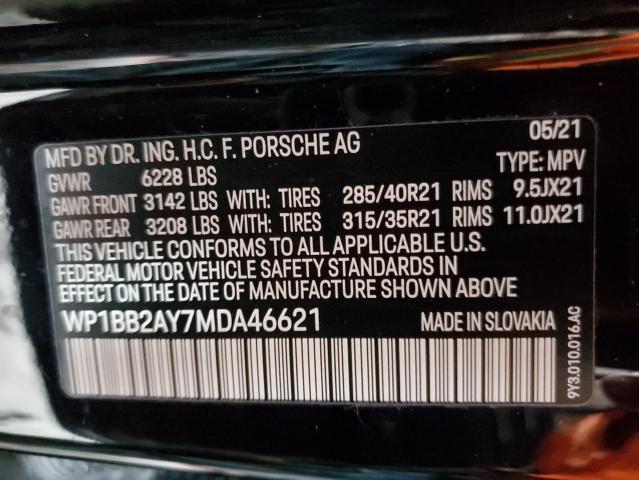 MFD BY DR. ING. H.C. F. PORSCHE AG 05/21
GVWR 6228 LBS TYPE: MPV
GAWR FRONT 3142 LBS WITH: TIRES 285/40R21 RIMS 9.5JX21
GAWR REAR 3208 LBS WITH: TIRES 315/35R21 RIMS 11.0JX21
THIS VEHICLE CONFORMS TO ALL APPLICABLE U.S.
FEDERAL MOTOR VEHICLE SAFETY STANDARDS IN
EFFECT ON THE DATE OF MANUFACTURE SHOWN ABOVE
WP1BB2AY7MDA46621 MADE IN SLOVAKIA
9Y3.010.016.AC